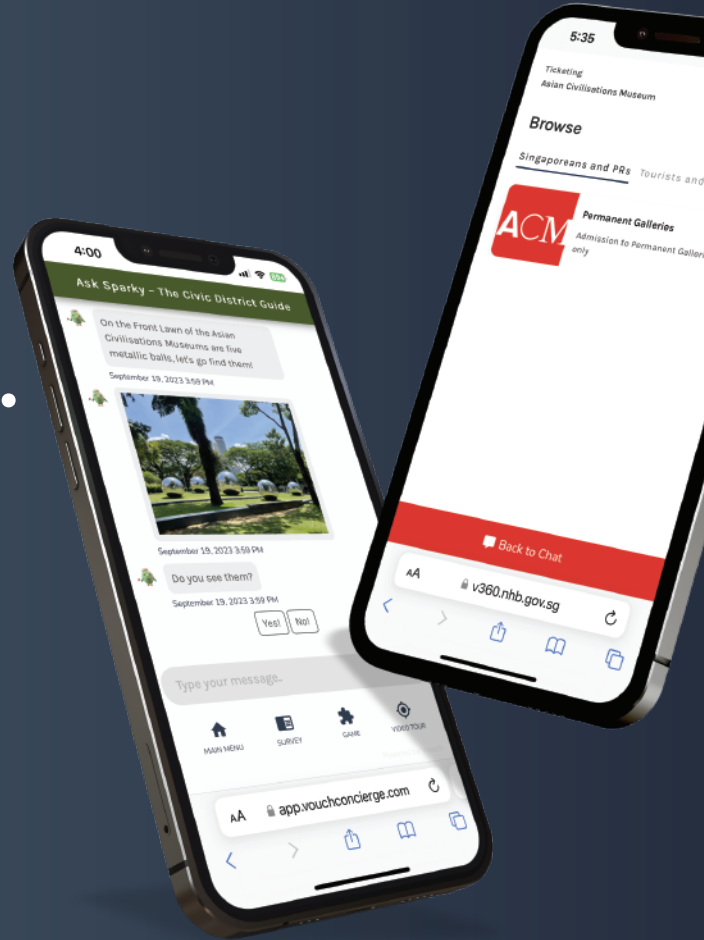 4:00
Ask Sparky – The Civic District Guide
On the Front Lawn of the Asian
Civilisations Museums are five
metallic balls, let's go find them!
September 19, 2023 3:59 PM
September 19, 2023 3:59 PM
Do you see them?
September 19, 2023 3:59 PM
Yes! No!
Type your message..
MAIN MENU SURVEY GAME VIDEO TOUR
AA app.vouchconcierge.com
5:35
Ticketing
Asian Civilisations Museum
Browse
Singaporeans and PRs Tourists and
ACM
Permanent Galleries
Admission to Permanent Galleri
only
Back to Chat
AA v360.nhb.gov.sg